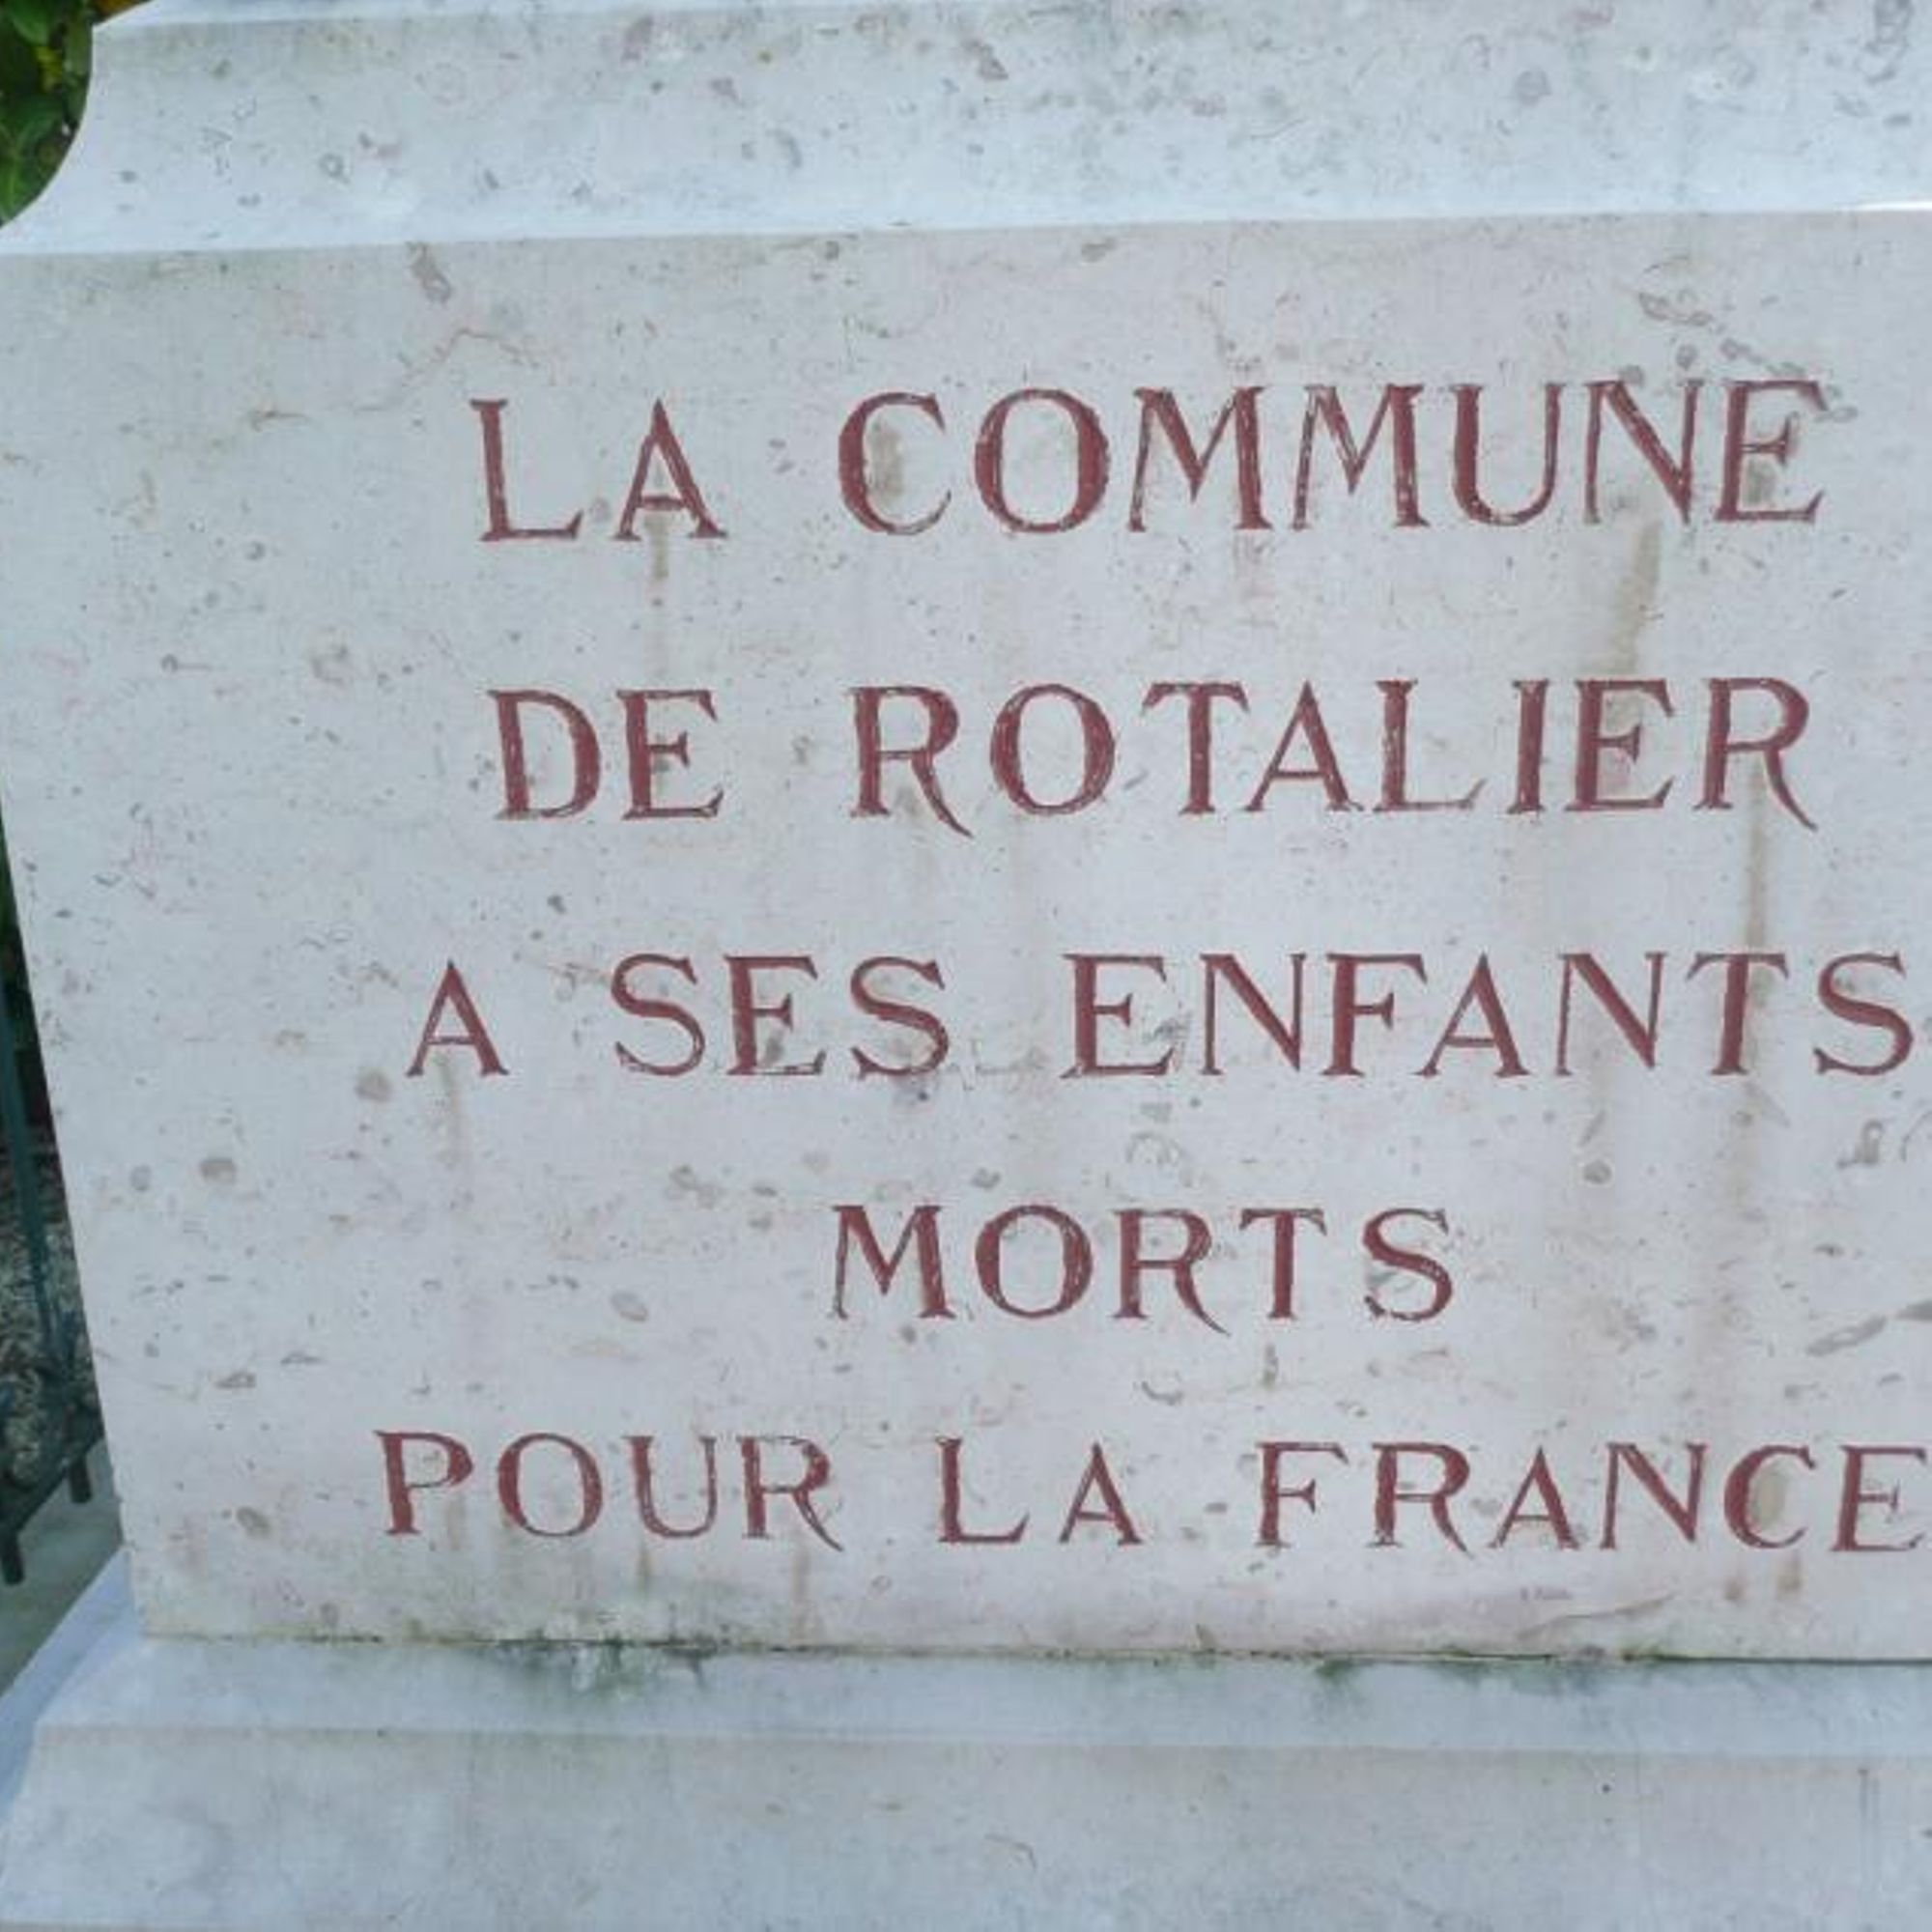 LA COMMUNE
DE ROTALIER
A SES ENFANTS
MORTS
POUR LA FRANCE